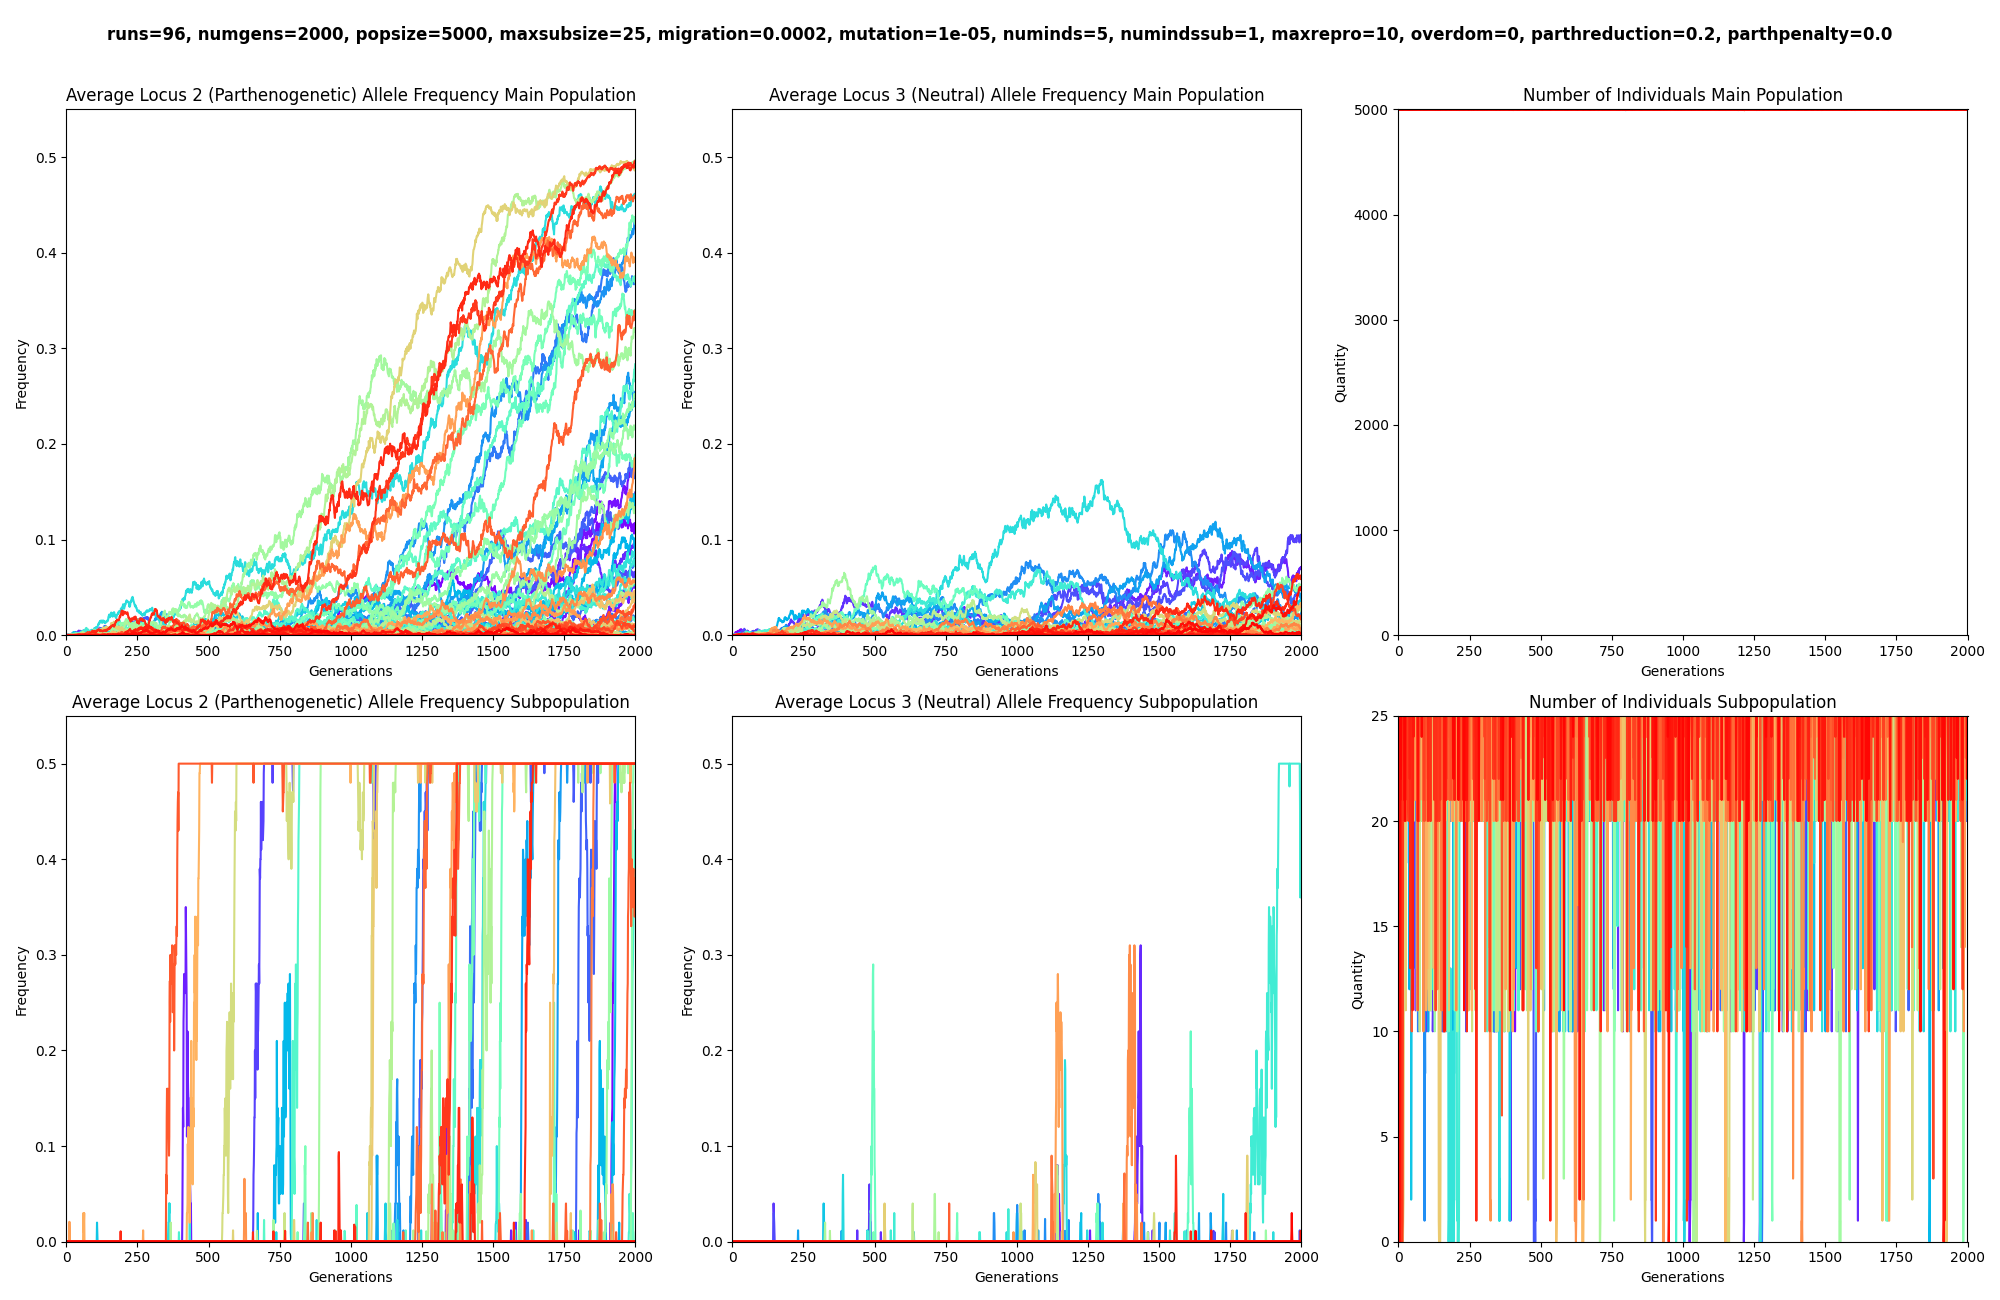 runs=96, numgens=2000, popsize=5000, maxsubsize=25, migration=0.0002, mutation=1e-05, numinds=5, numindssub=1, maxrepro=10, overdom=0, parthreduction=0.2, parthpenalty=0.0
Average Locus 2 (Parthenogenetic) Allele Frequency Main Population
0.5
0.4
0.3
0.2
0.1
0.0
Frequency
0 250 500 750 1000 1250 1500 1750 2000
Generations
Average Locus 3 (Neutral) Allele Frequency Main Population
0.5
0.4
0.3
0.2
0.1
0.0
Frequency
0 250 500 750 1000 1250 1500 1750 2000
Generations
Number of Individuals Main Population
5000
4000
3000
2000
1000
0
Quantity
0 250 500 750 1000 1250 1500 1750 2000
Generations
Average Locus 2 (Parthenogenetic) Allele Frequency Subpopulation
0.5
0.4
0.3
0.2
0.1
0.0
Frequency
0 250 500 750 1000 1250 1500 1750 2000
Generations
Average Locus 3 (Neutral) Allele Frequency Subpopulation
0.5
0.4
0.3
0.2
0.1
0.0
Frequency
0 250 500 750 1000 1250 1500 1750 2000
Generations
Number of Individuals Subpopulation
25
20
15
10
5
0
Quantity
0 250 500 750 1000 1250 1500 1750 2000
Generations